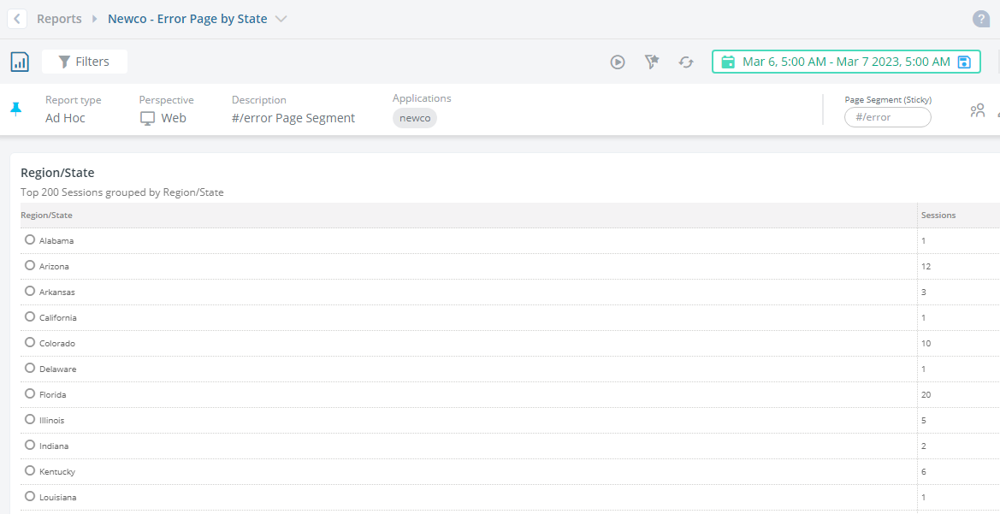 Reports Newco - Error Page by State
?
Filters
Mar 6, 5:00 AM - Mar 7 2023, 5:00 AM
Report type Perspective Description Applications Page Segment (Sticky)
Ad Hoc Web #/error Page Segment newco #/error
Region/State
Top 200 Sessions grouped by Region/State
Region/State Sessions
Alabama 1
Arizona 12
Arkansas 3
California 1
Colorado 10
Delaware 1
Florida 20
Illinois 5
Indiana 2
Kentucky 6
Louisiana 1